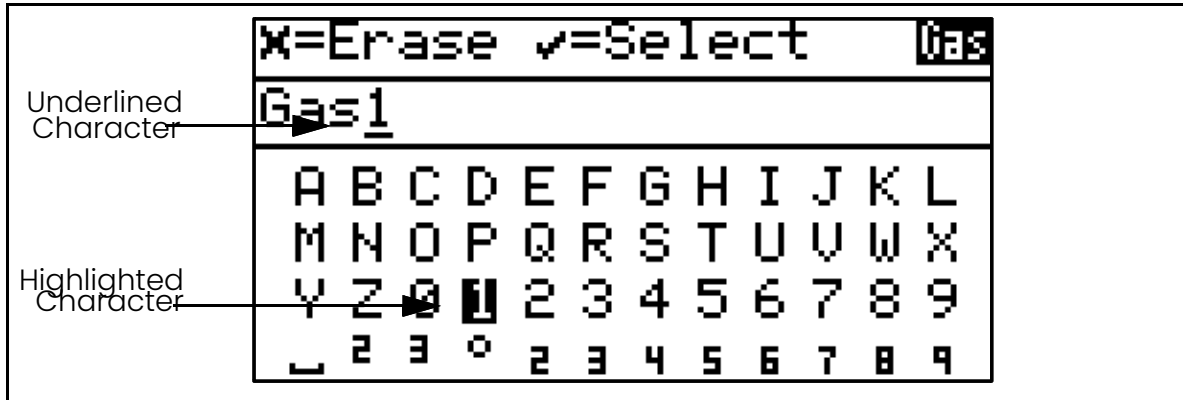 x=Erase ✓=Select Gas
Underlined
Character
Gas1
A B C D E F G H I J K L
M N O P Q R S T U V W X
Highlighted
Character
Y Z 0 1 2 3 4 5 6 7 8 9
⎵ ² ³ ° ₂ ₃ ₄ ₅ ₆ ₇ ₈ ₉